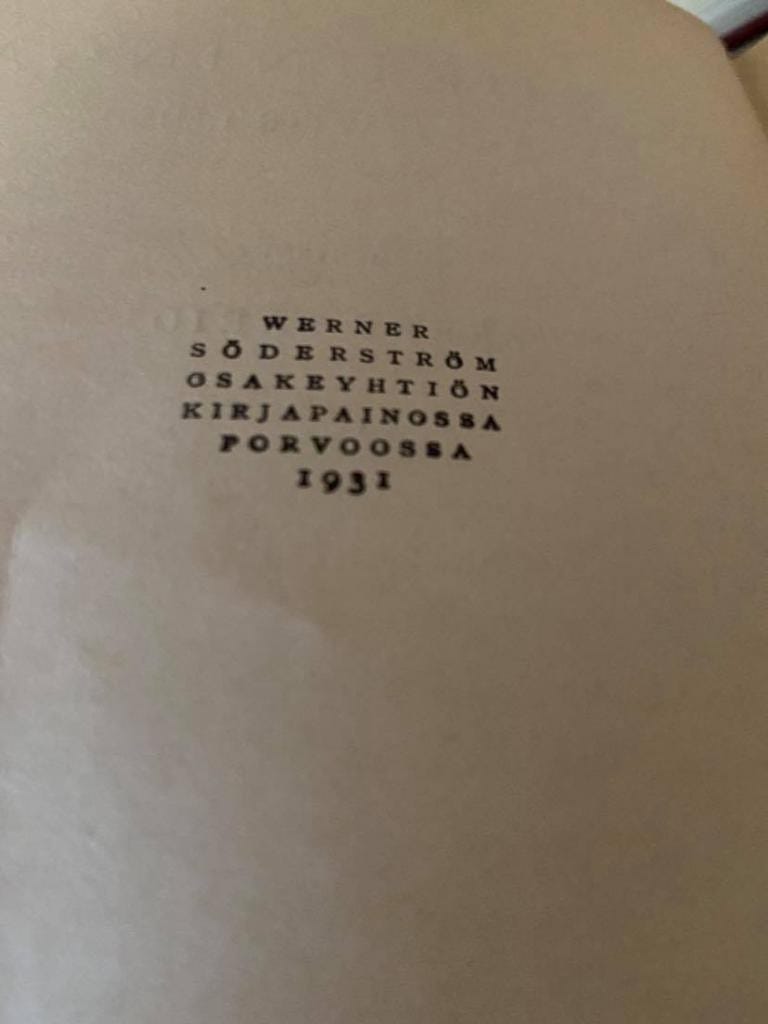 WERNER
SÖDERSTRÖM
OSAKEYHTIÖN
KIRJAPAINOSSA
PORVOOSSA
1931